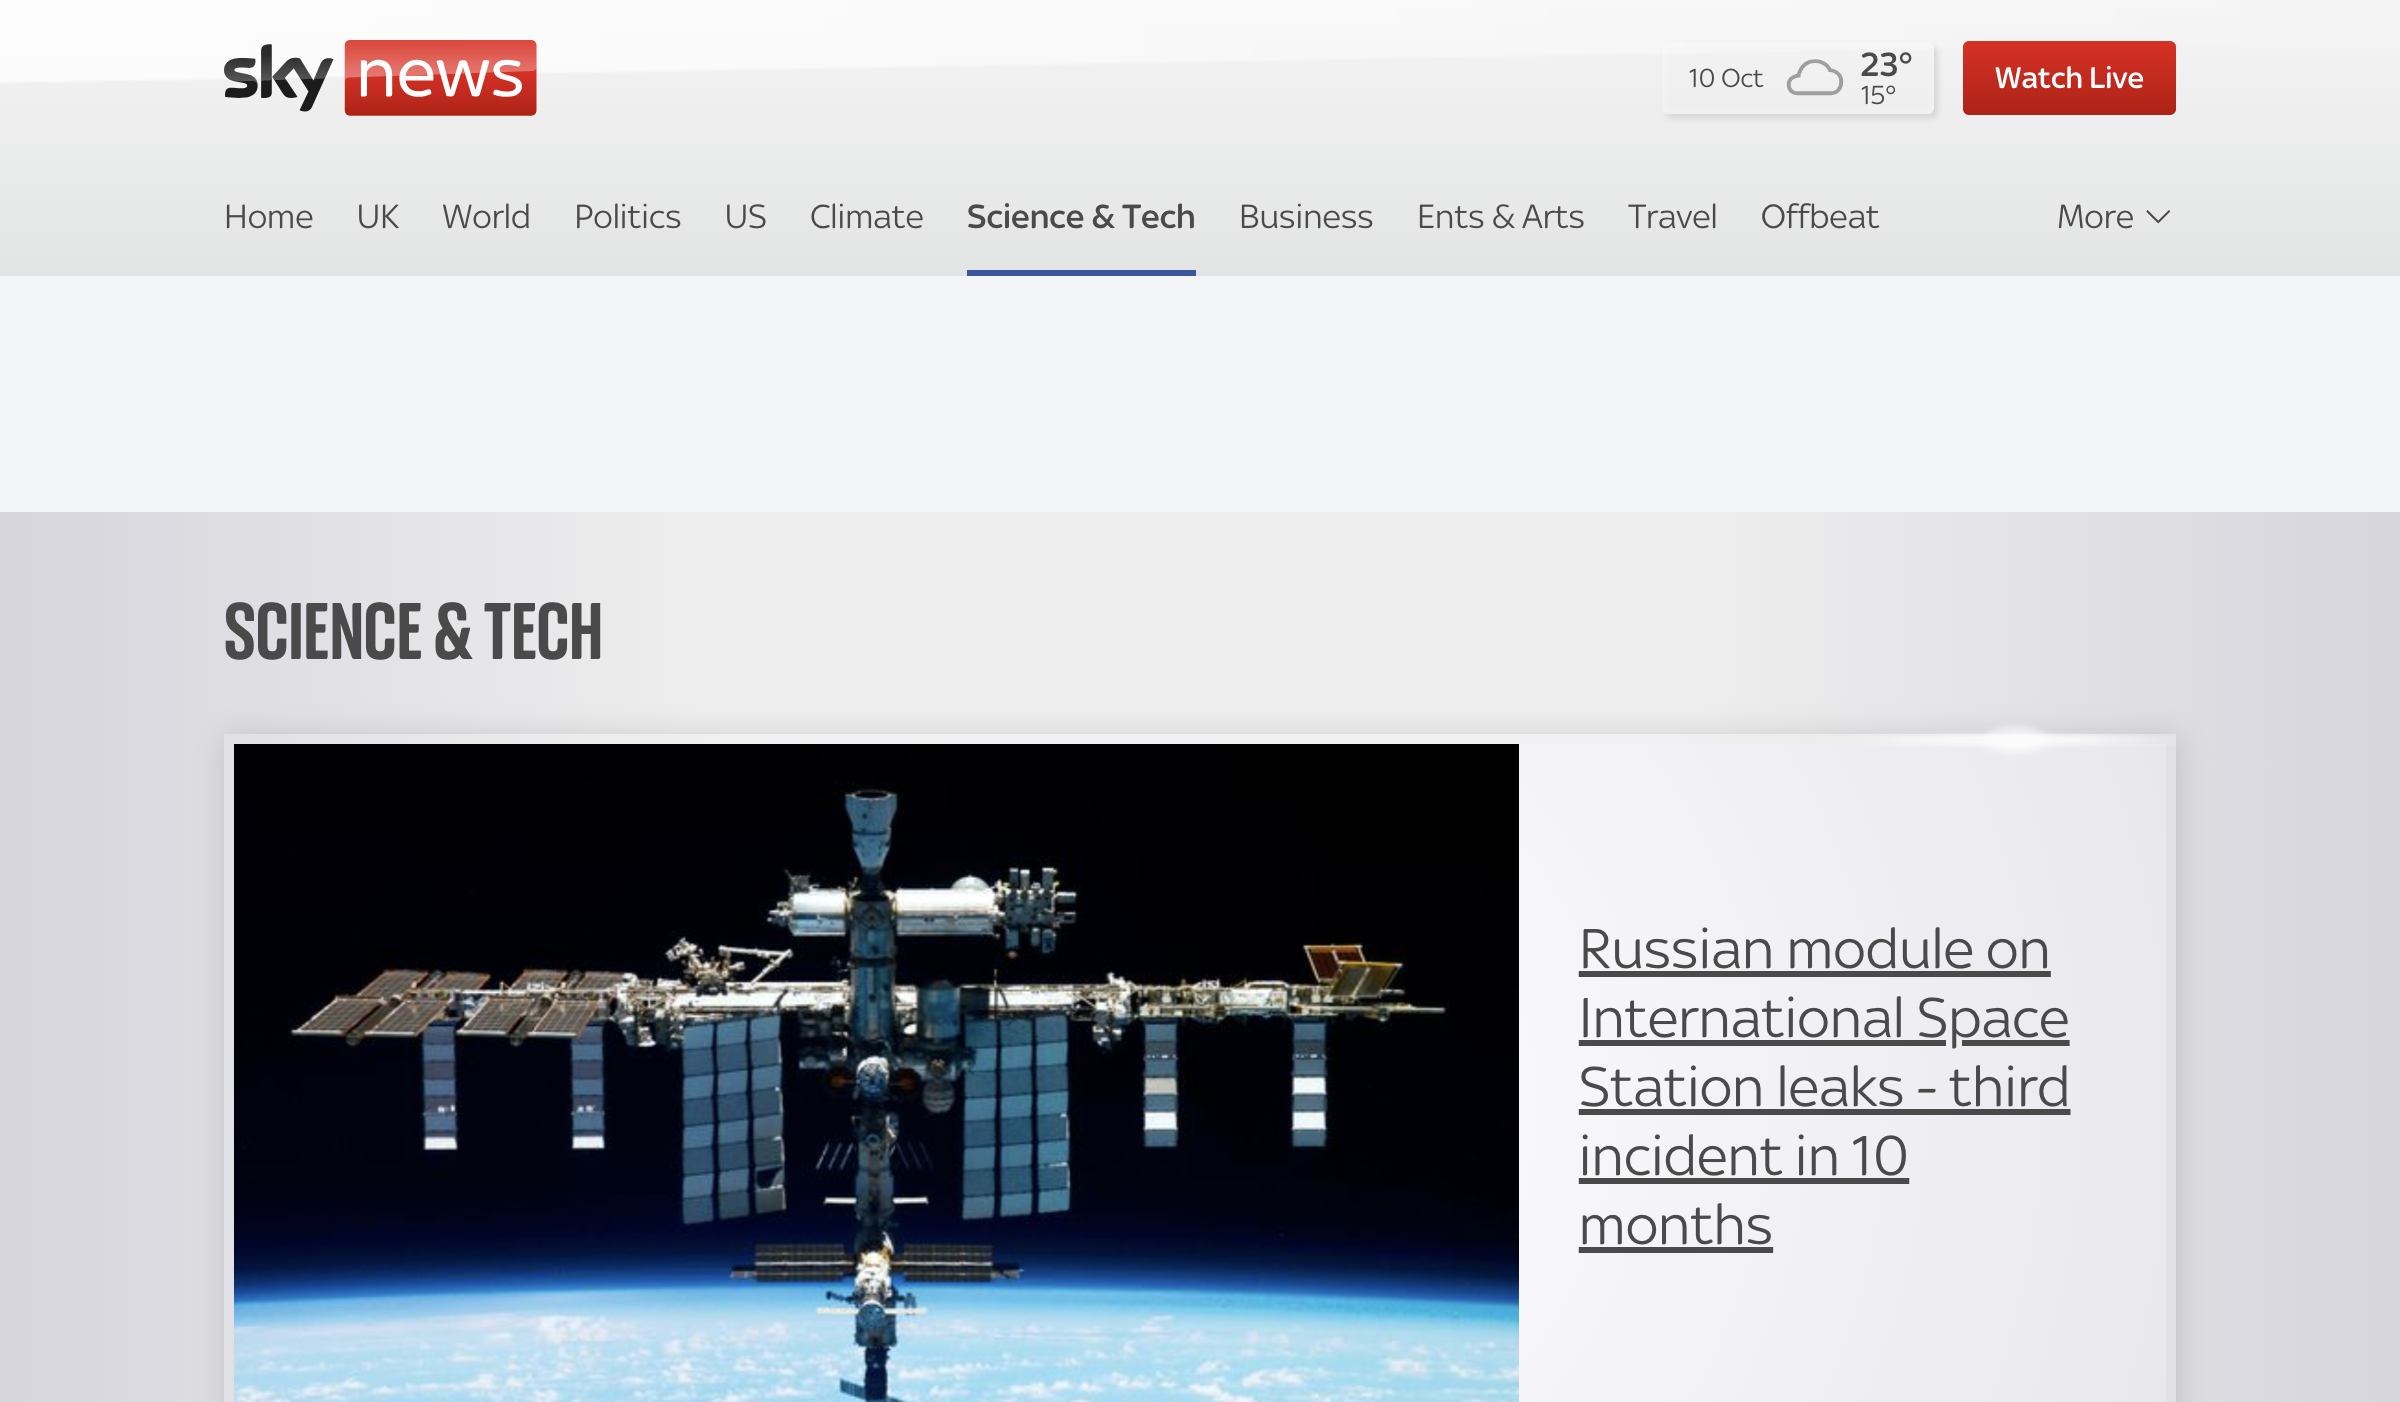 sky news
10 Oct
23°
15°
Watch Live
Home UK World Politics US Climate Science & Tech Business Ents & Arts Travel Offbeat More
SCIENCE & TECH
Russian module on
International Space
Station leaks - third
incident in 10
months